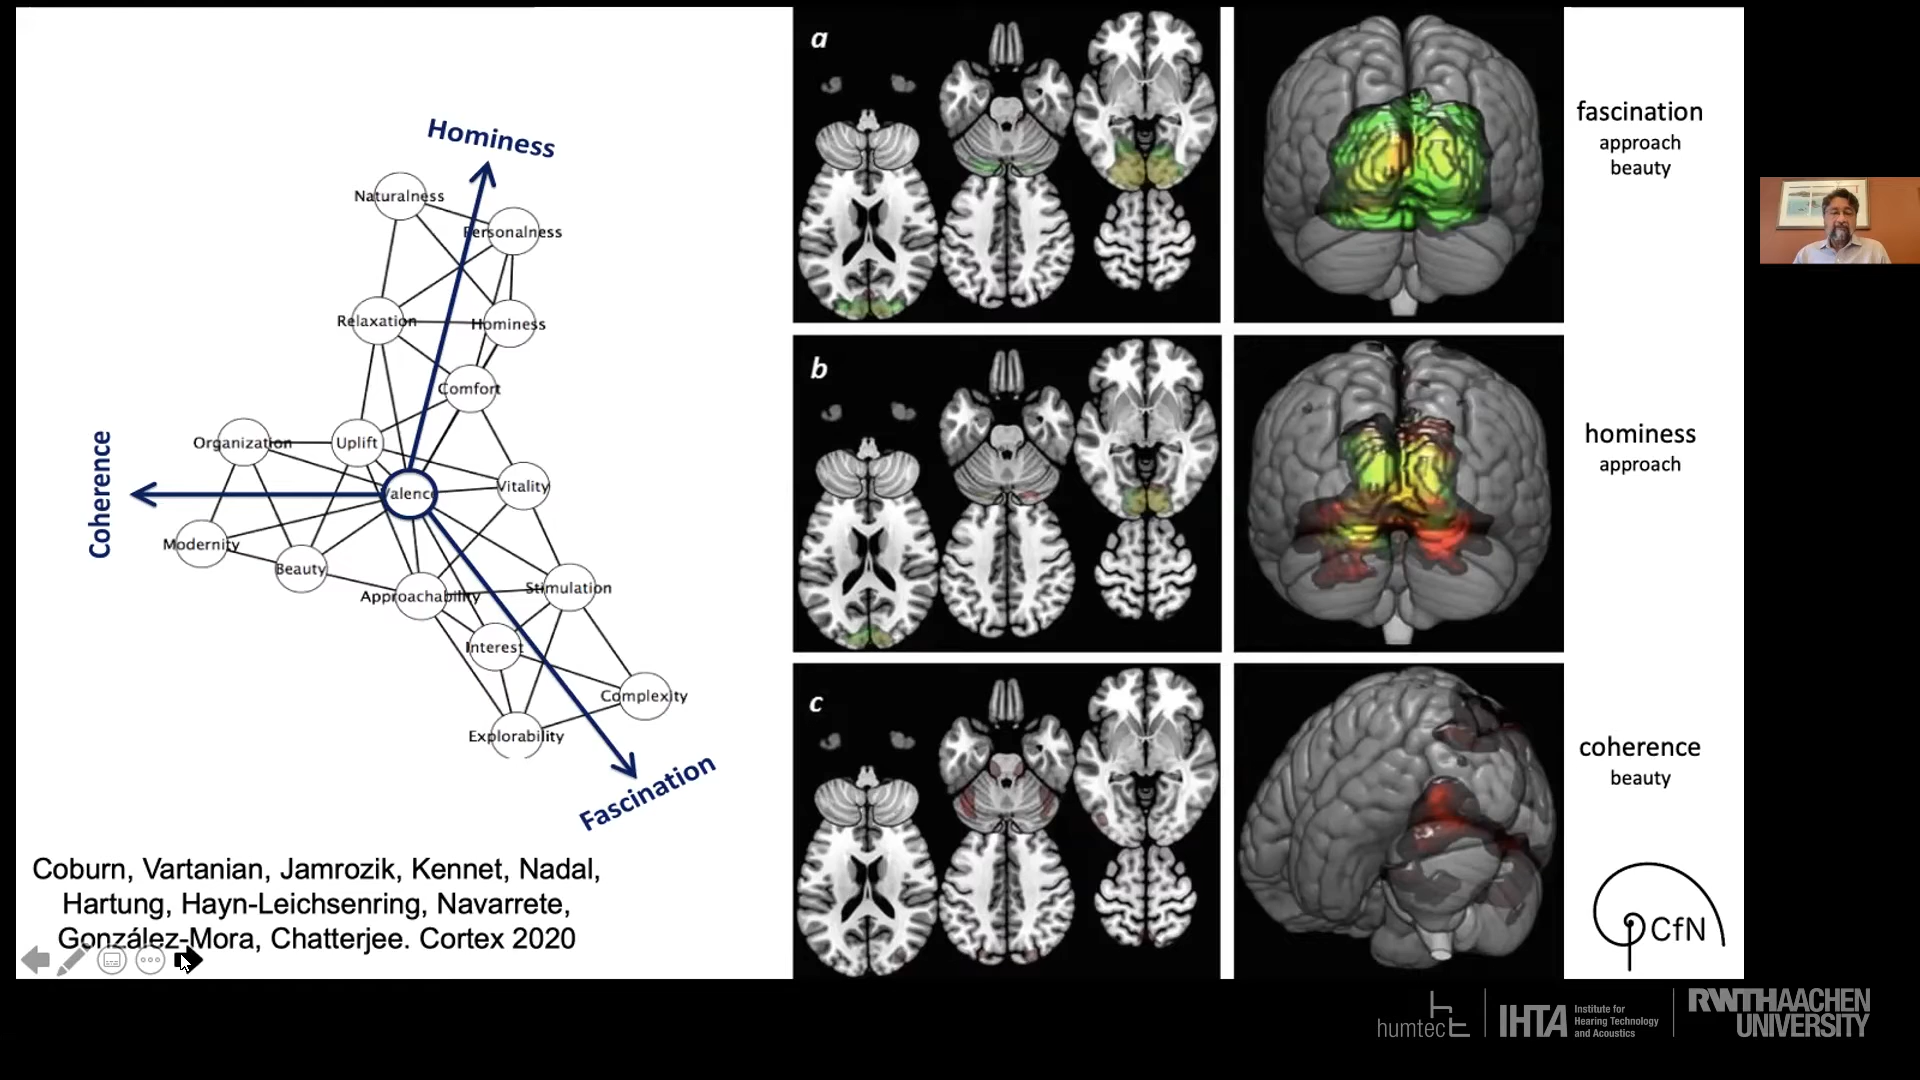 Hominess
Naturalness
Personalness
Relaxation
Hominess
Comfort
Organization
Uplift
Coherence
Valence
Vitality
Modernity
Beauty
Approachability
Stimulation
Interest
Complexity
Explorability
Fascination
Coburn, Vartanian, Jamrozik, Kennet, Nadal,
Hartung, Hayn-Leichsenring, Navarrete,
González-Mora, Chatterjee. Cortex 2020
a
fascination
approach
beauty
b
hominess
approach
c
coherence
beauty
CfN
humtec
IHTA
Institute for
Hearing Technology
and Acoustics
RWTHAACHEN
UNIVERSITY